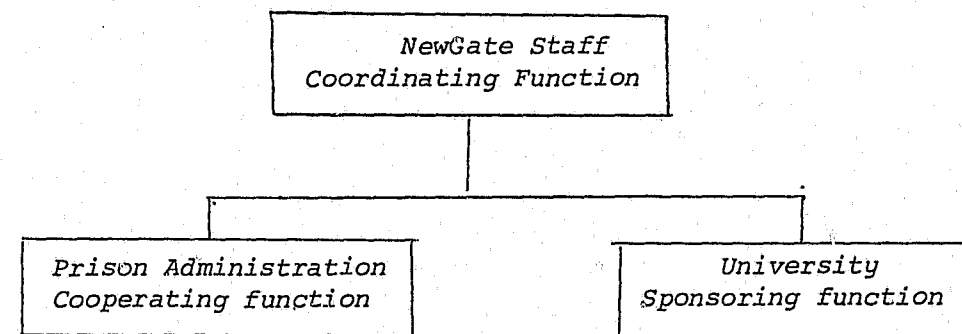 NewGate Staff
Coordinating Function
Prison Administration
Cooperating function
University
Sponsoring function